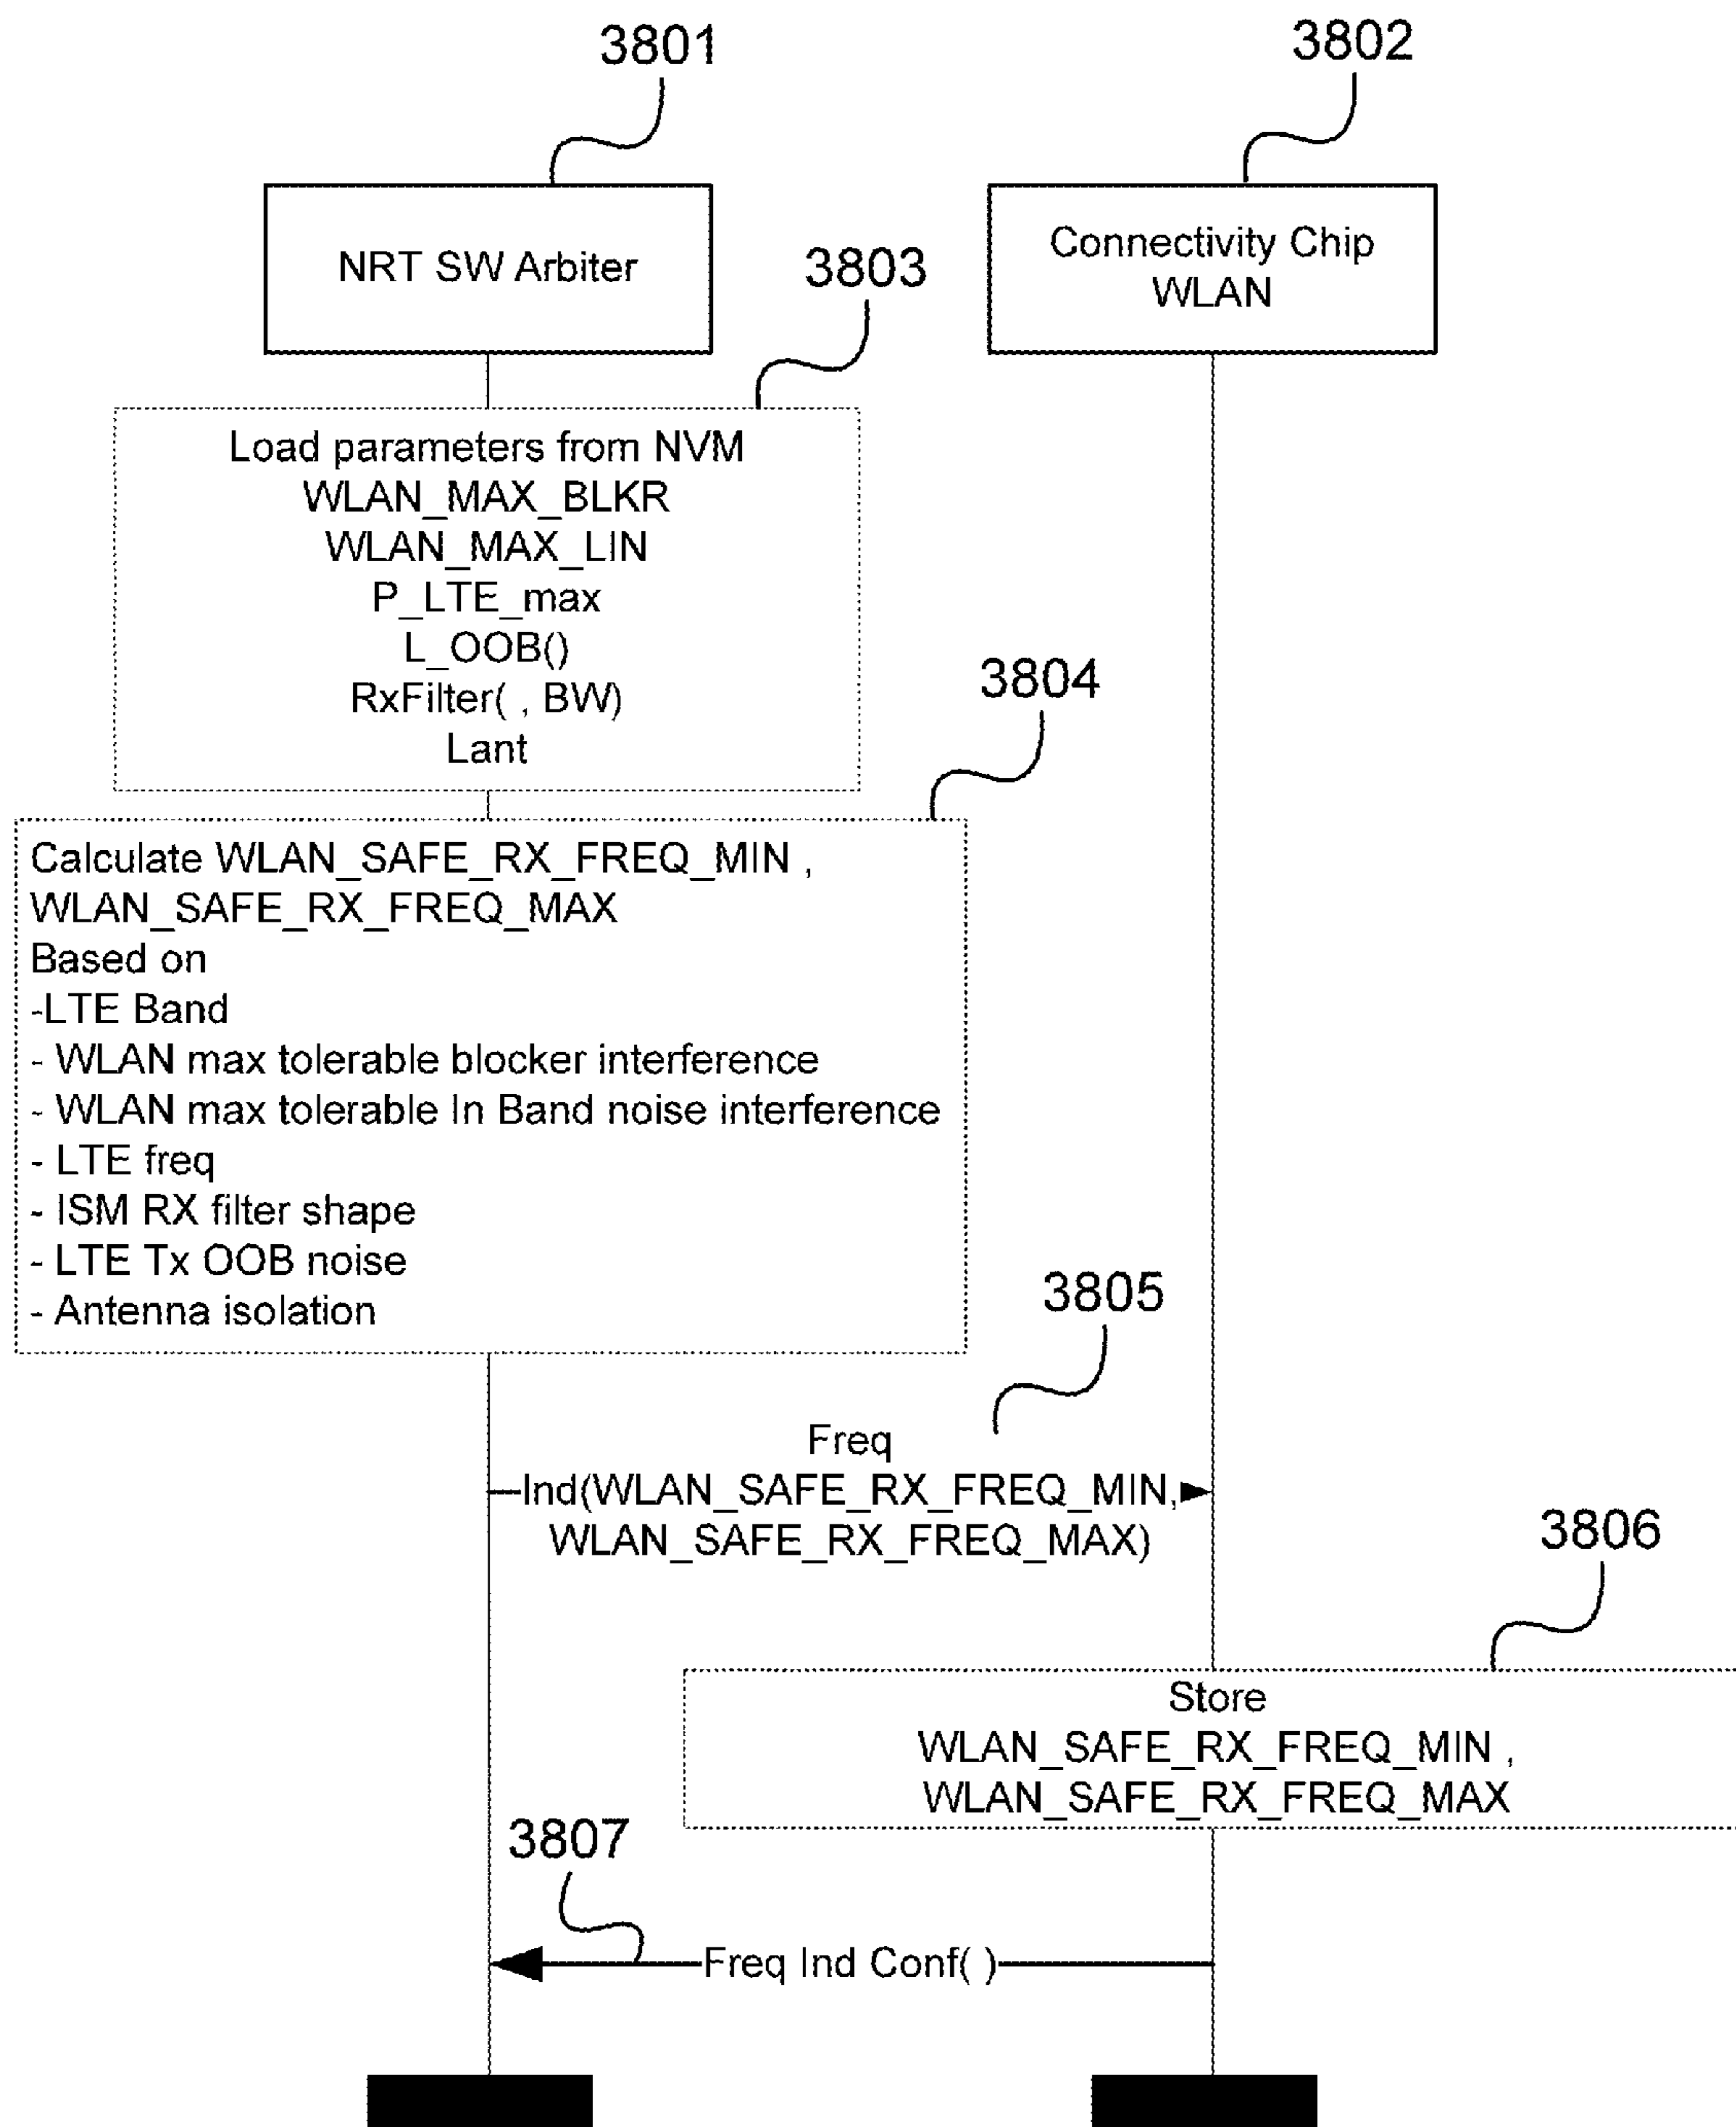 3801
3802
NRT SW Arbiter
Connectivity Chip
WLAN
3803
Load parameters from NVM
WLAN_MAX_BLKR
WLAN_MAX_LIN
P_LTE_max
L_OOB()
RxFilter( , BW)
Lant
3804
Calculate WLAN_SAFE_RX_FREQ_MIN ,
WLAN_SAFE_RX_FREQ_MAX
Based on
-LTE Band
- WLAN max tolerable blocker interference
- WLAN max tolerable In Band noise interference
- LTE freq
- ISM RX filter shape
- LTE Tx OOB noise
- Antenna isolation
3805
Freq
Ind(WLAN_SAFE_RX_FREQ_MIN,
WLAN_SAFE_RX_FREQ_MAX)
3806
Store
WLAN_SAFE_RX_FREQ_MIN ,
WLAN_SAFE_RX_FREQ_MAX
3807
Freq Ind Conf( )